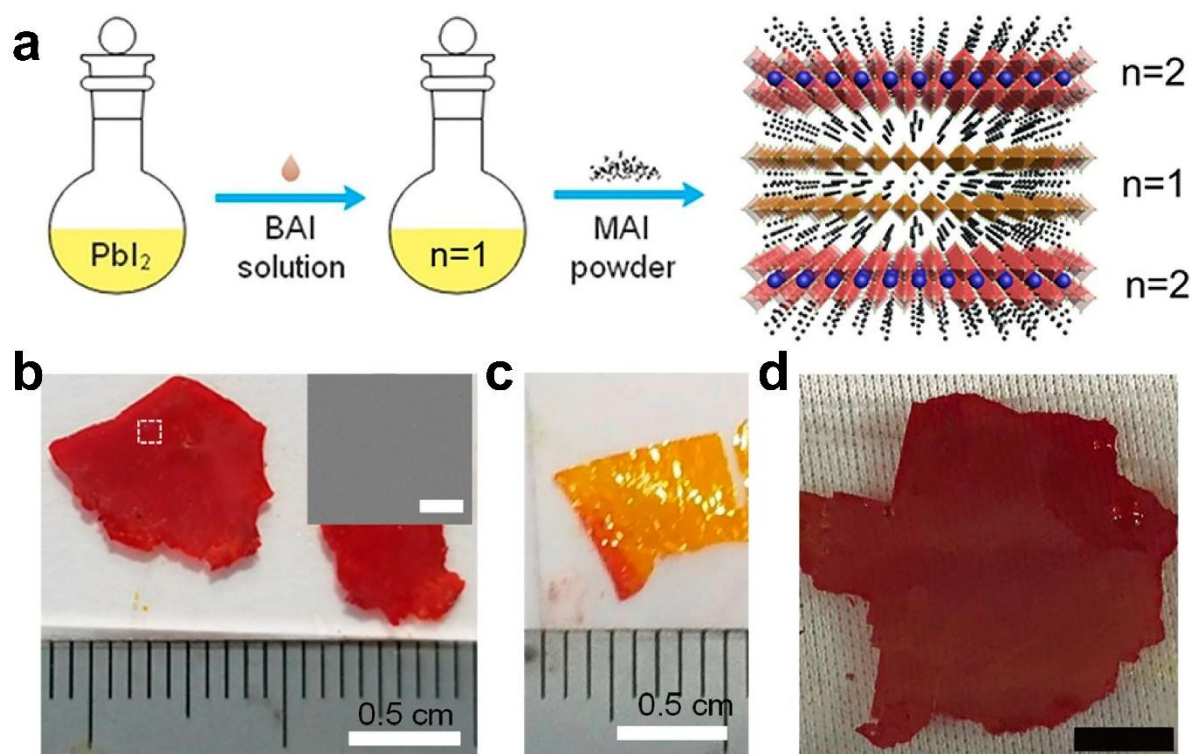 a
PbI₂
BAI
solution
n=1
MAI
powder
n=2
n=1
n=2
b
0.5 cm
c
0.5 cm
d